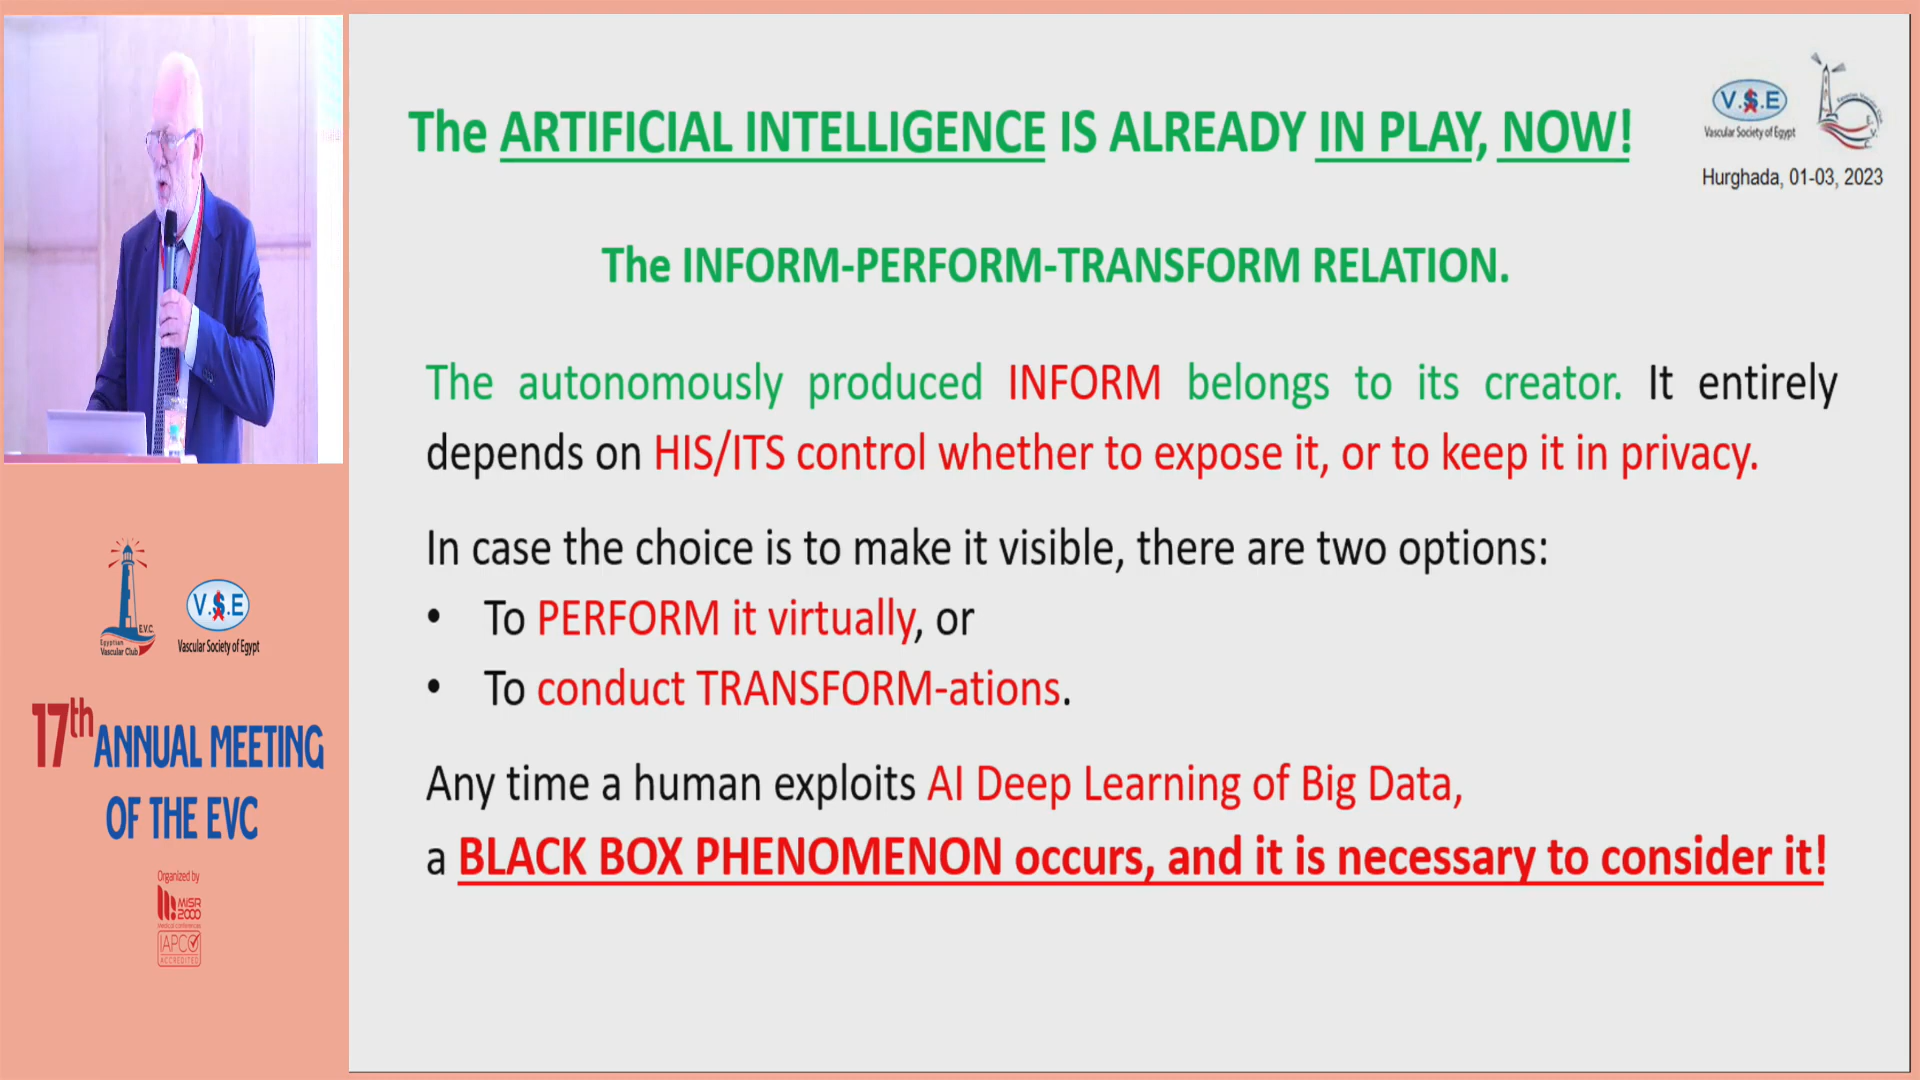 The ARTIFICIAL INTELLIGENCE IS ALREADY IN PLAY, NOW!
V.S.E
Vascular Society of Egypt
Hurghada, 01-03, 2023
The INFORM-PERFORM-TRANSFORM RELATION.
The autonomously produced INFORM belongs to its creator. It entirely
depends on HIS/ITS control whether to expose it, or to keep it in privacy.
In case the choice is to make it visible, there are two options:
• To PERFORM it virtually, or
• To conduct TRANSFORM-ations.
Any time a human exploits AI Deep Learning of Big Data,
a BLACK BOX PHENOMENON occurs, and it is necessary to consider it!
E.V.C.
Egyptian
Vascular Club
V.S.E
Vascular Society of Egypt
17th ANNUAL MEETING
OF THE EVC
Organized by
MISR
2000
IAPCO
ACCREDITED